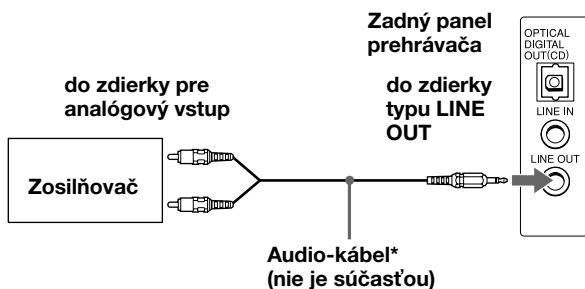 Zadný panel
prehrávača
do zdierky pre
analógový vstup
do zdierky
typu LINE
OUT
OPTICAL
DIGITAL
OUT(CD)
LINE IN
LINE OUT
Zosilňovač
Audio-kábel*
(nie je súčasťou)